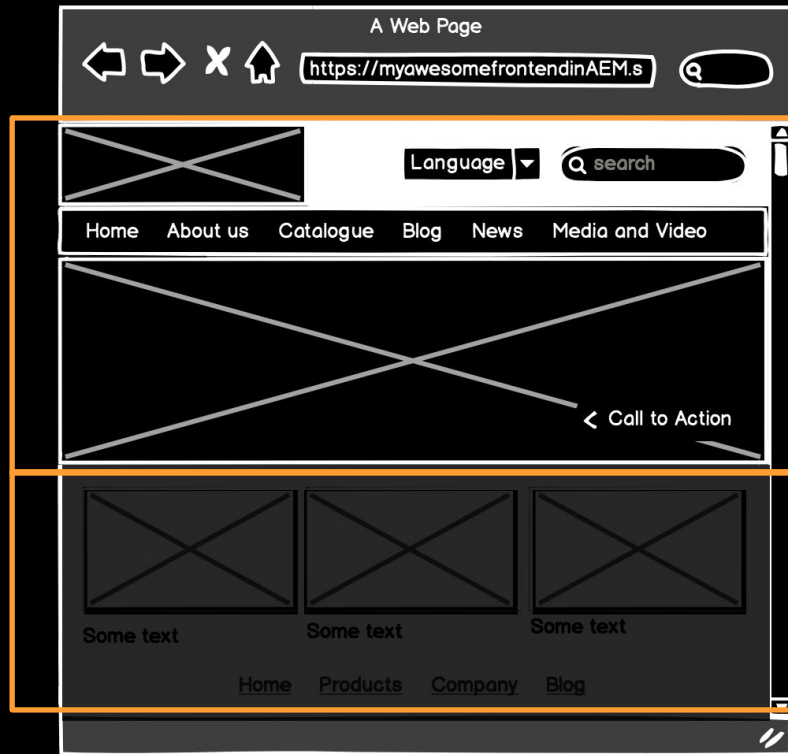 A Web Page
https://myawesomefrontendinAEM.s
Language
search
Home About us Catalogue Blog News Media and Video
Call to Action
Some text Some text Some text
Home Products Company Blog